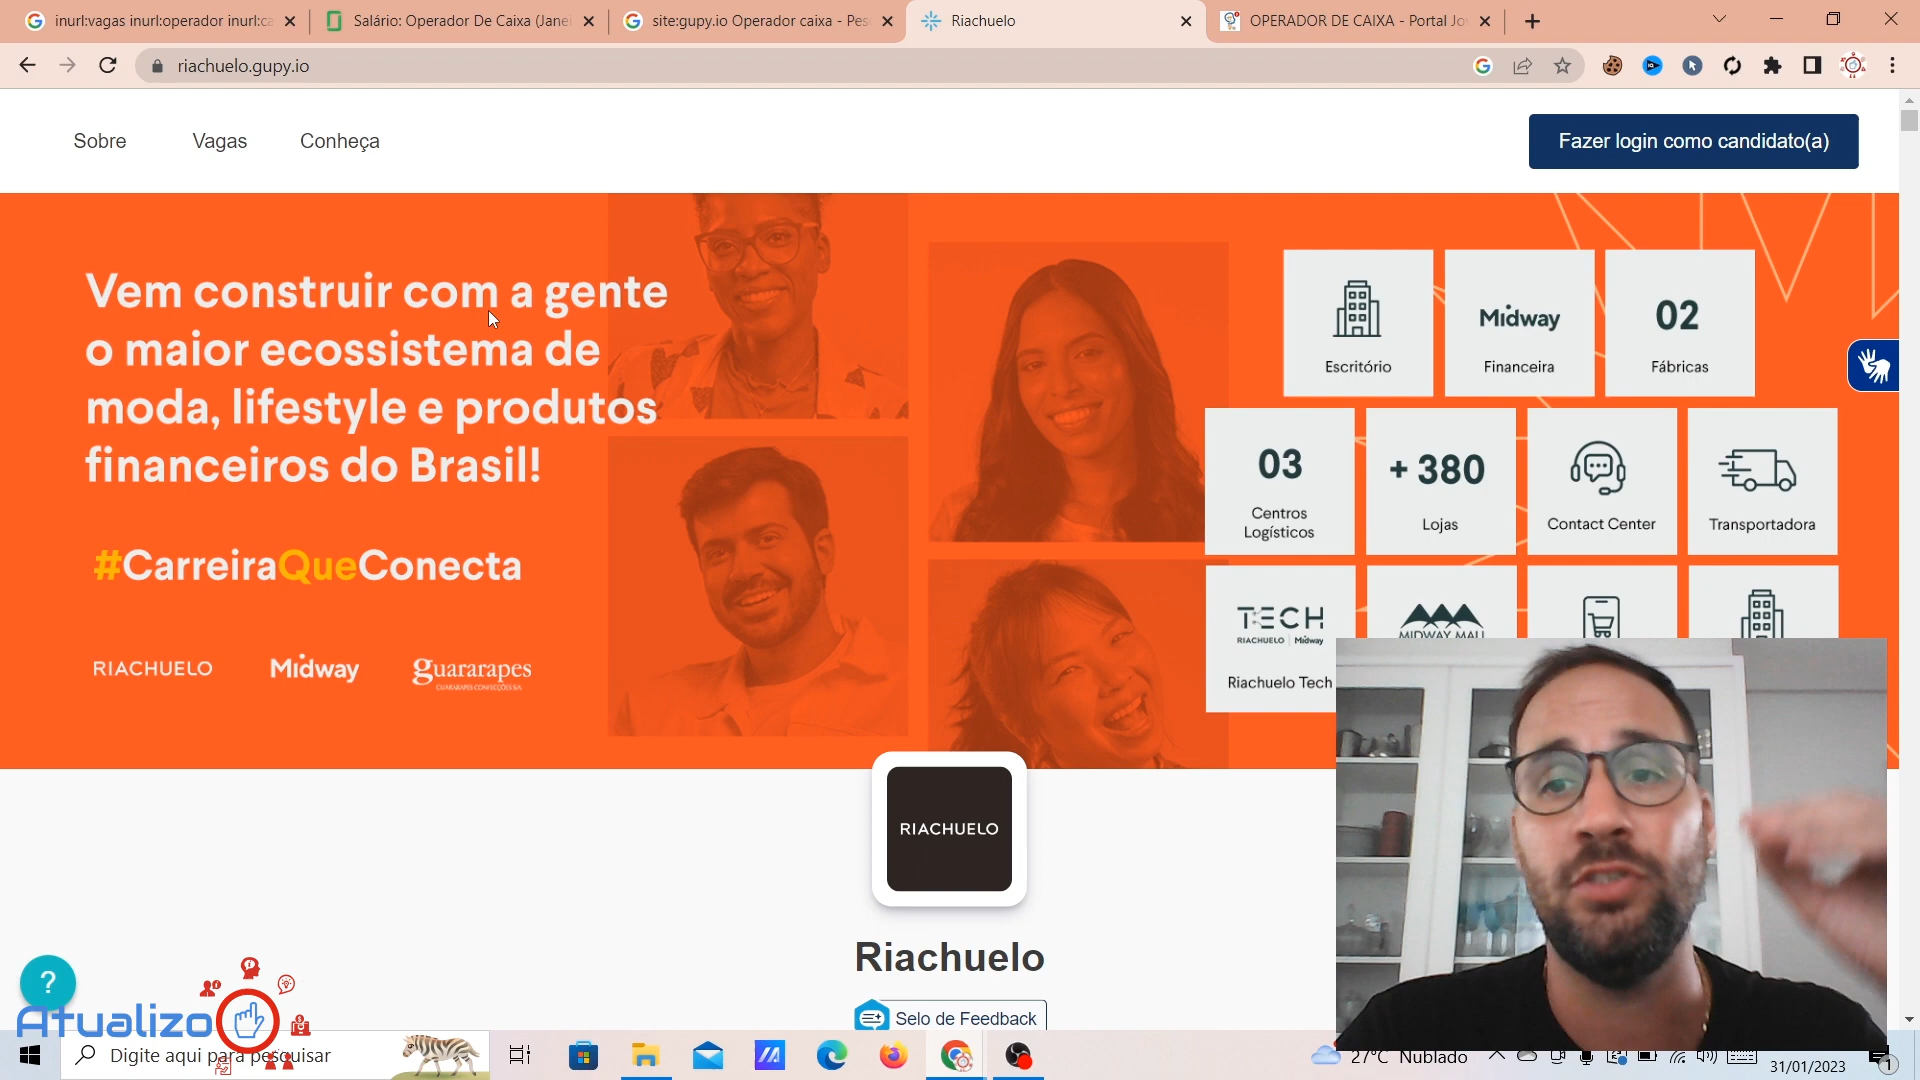 inurl:vagas inurl:operador inurl:ca
Salário: Operador De Caixa (Jane
site:gupy.io Operador caixa - Pes
Riachuelo
OPERADOR DE CAIXA - Portal Jo
riachuelo.gupy.io
Sobre
Vagas
Conheça
Fazer login como candidato(a)
Vem construir com a gente
o maior ecossistema de
moda, lifestyle e produtos
financeiros do Brasil!
#CarreiraQueConecta
RIACHUELO
Midway
guararapes
GUARARAPES CONFECÇÕES S/A
Escritório
Midway
Financeira
02
Fábricas
03
Centros
Logísticos
+ 380
Lojas
Contact Center
Transportadora
TECH
RIACHUELO | Midway
Riachuelo Tech
MIDWAY MALL
RIACHUELO
Riachuelo
Selo de Feedback
?
Atualizo
Digite aqui para pesquisar
27°C Nublado
31/01/2023
1